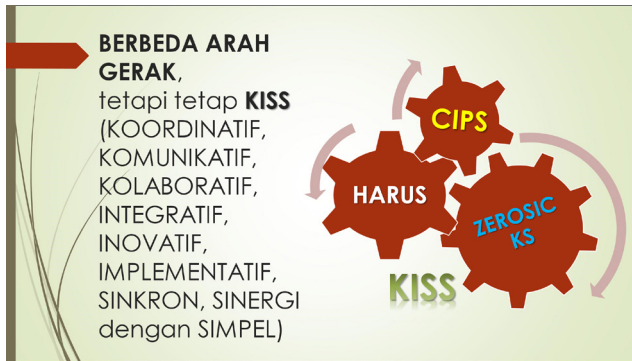 BERBEDA ARAH
GERAK,
tetapi tetap KISS
(KOORDINATIF,
KOMUNIKATIF,
KOLABORATIF,
INTEGRATIF,
INOVATIF,
IMPLEMENTATIF,
SINKRON, SINERGI
dengan SIMPEL)
CIPS
HARUS
ZEROSIC
KS
KISS